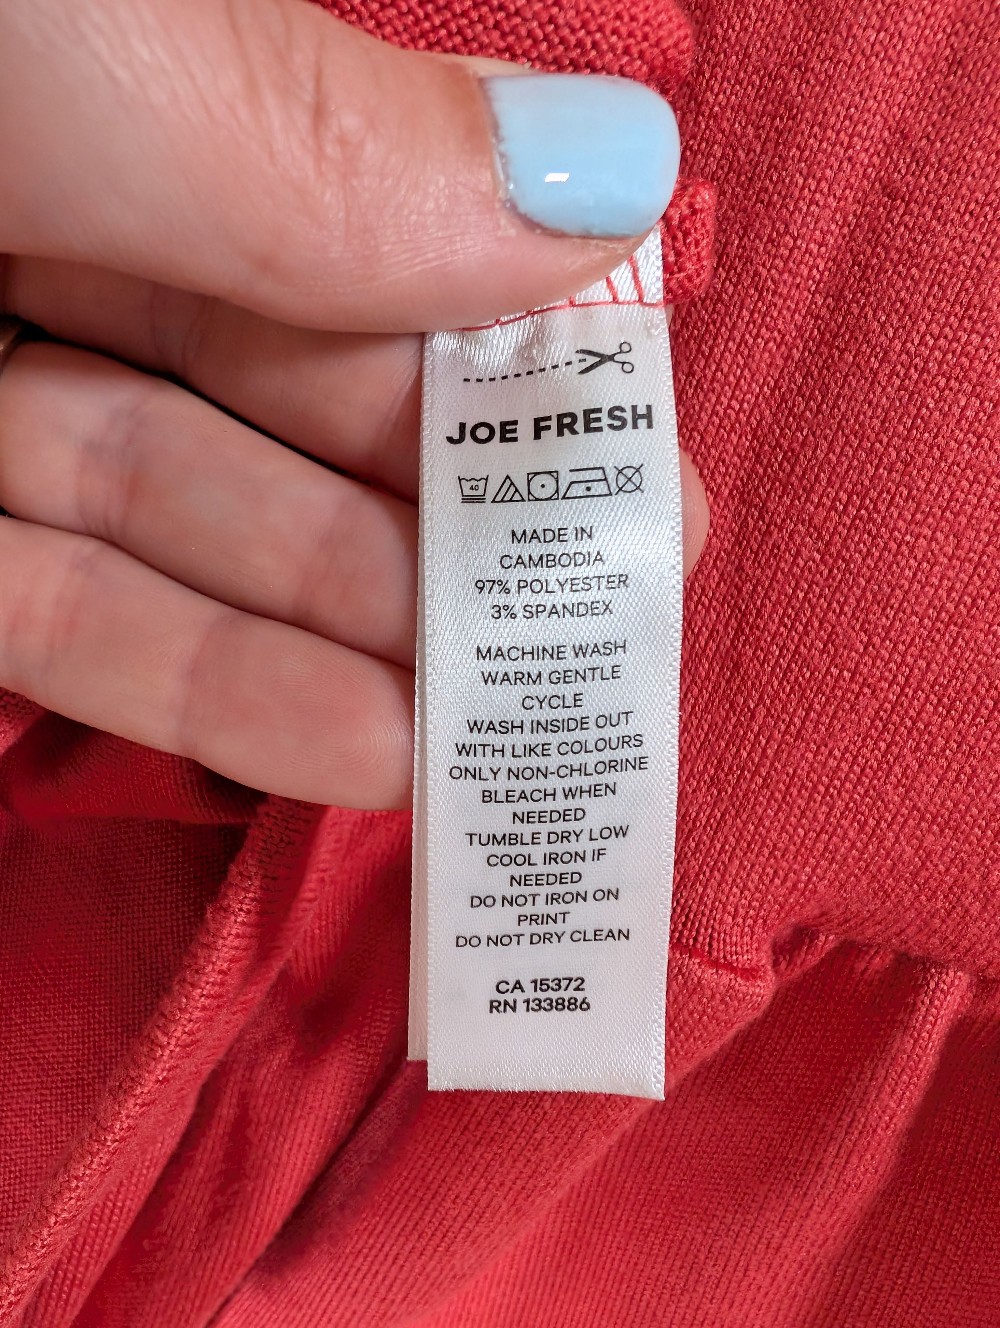 JOE FRESH
40
MADE IN
CAMBODIA
97% POLYESTER
3% SPANDEX
MACHINE WASH
WARM GENTLE
CYCLE
WASH INSIDE OUT
WITH LIKE COLOURS
ONLY NON-CHLORINE
BLEACH WHEN
NEEDED
TUMBLE DRY LOW
COOL IRON IF
NEEDED
DO NOT IRON ON
PRINT
DO NOT DRY CLEAN
CA 15372
RN 133886